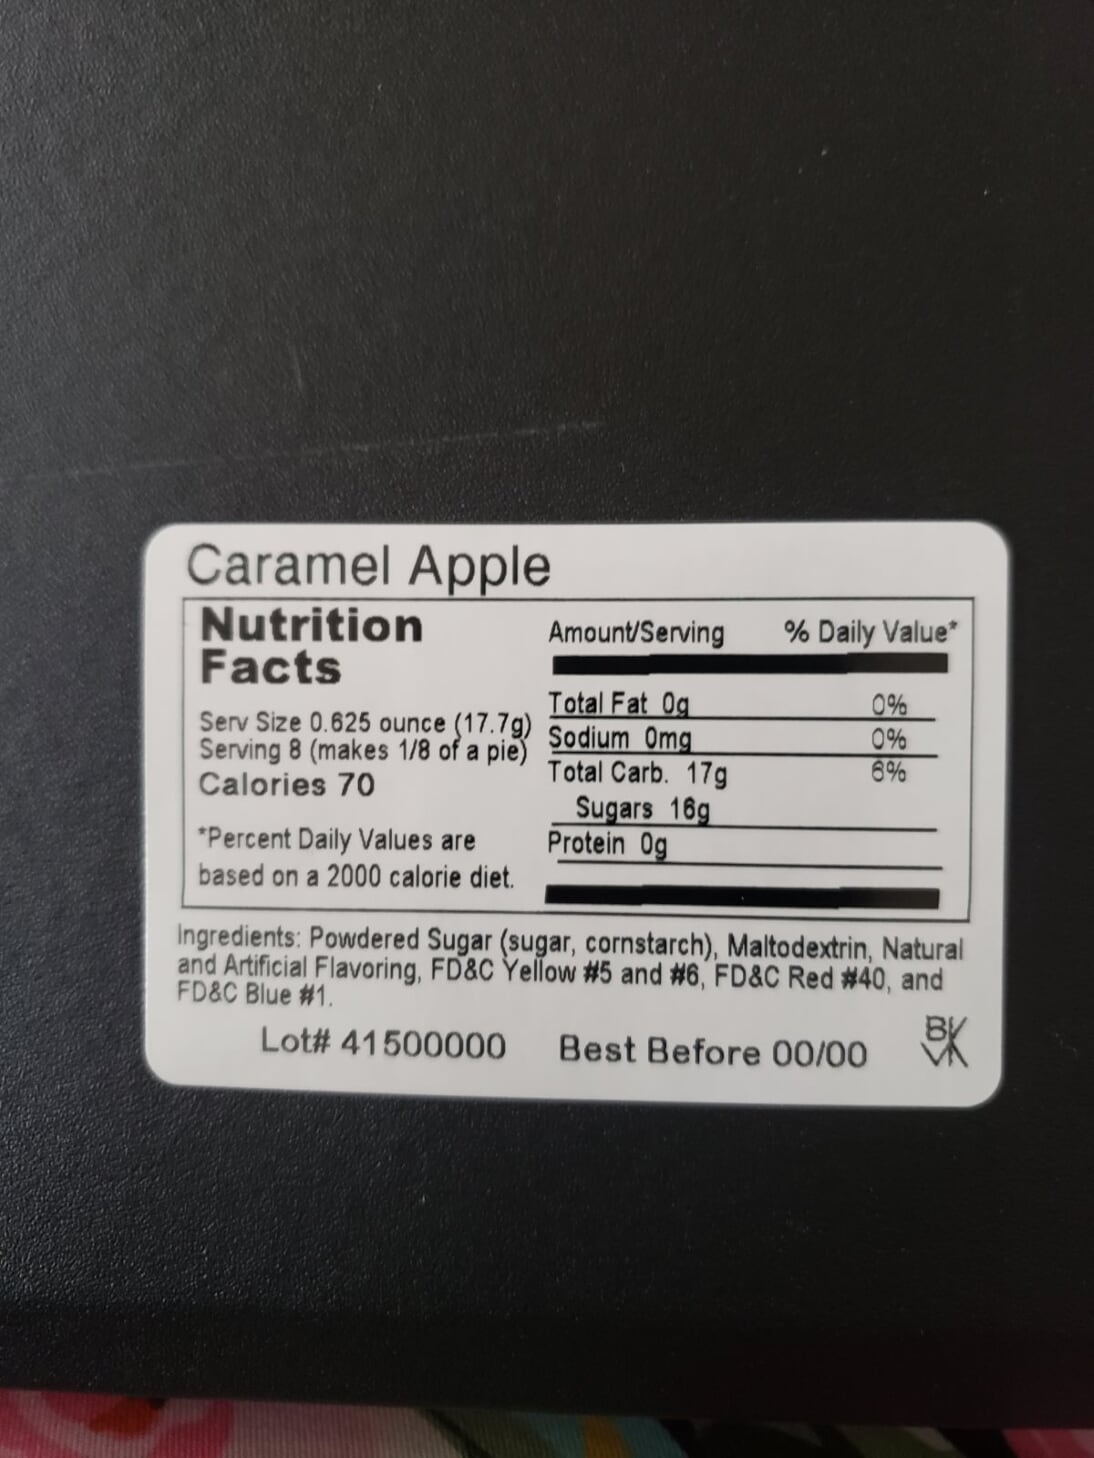 Caramel Apple
Nutrition
Facts
Serv Size 0.625 ounce (17.7g)
Serving 8 (makes 1/8 of a pie)
Calories 70
*Percent Daily Values are
based on a 2000 calorie diet.
Amount/Serving % Daily Value*
Total Fat 0g 0%
Sodium 0mg 0%
Total Carb. 17g 6%
Sugars 16g
Protein 0g
Ingredients: Powdered Sugar (sugar, cornstarch), Maltodextrin, Natural
and Artificial Flavoring, FD&C Yellow #5 and #6, FD&C Red #40, and
FD&C Blue #1.
Lot# 41500000 Best Before 00/00